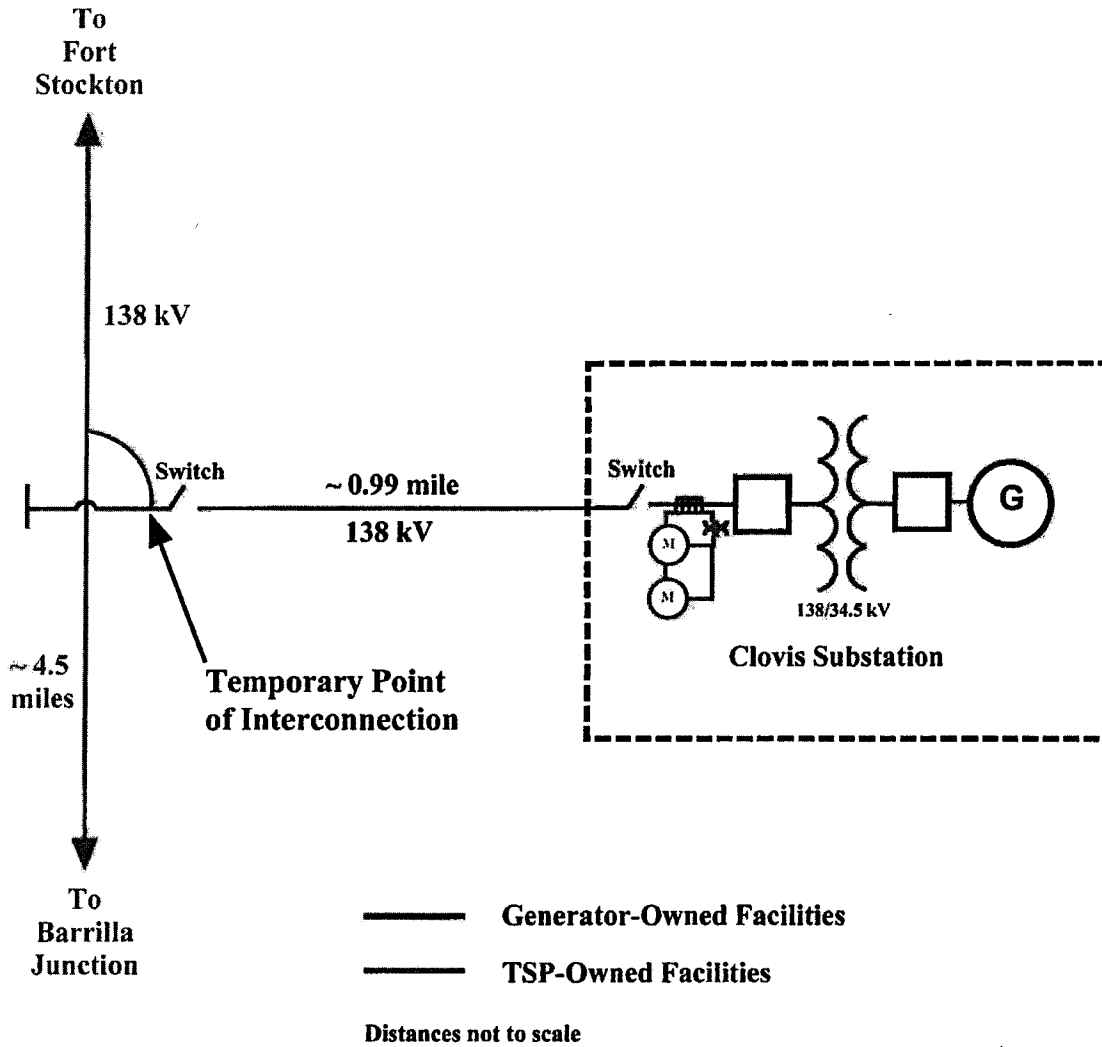 To
Fort
Stockton
138 kV
Switch
~ 0.99 mile
138 kV
Switch
G
M
M
138/34.5 kV
Clovis Substation
~ 4.5
miles
Temporary Point
of Interconnection
To
Barrilla
Junction
Generator-Owned Facilities
TSP-Owned Facilities
Distances not to scale